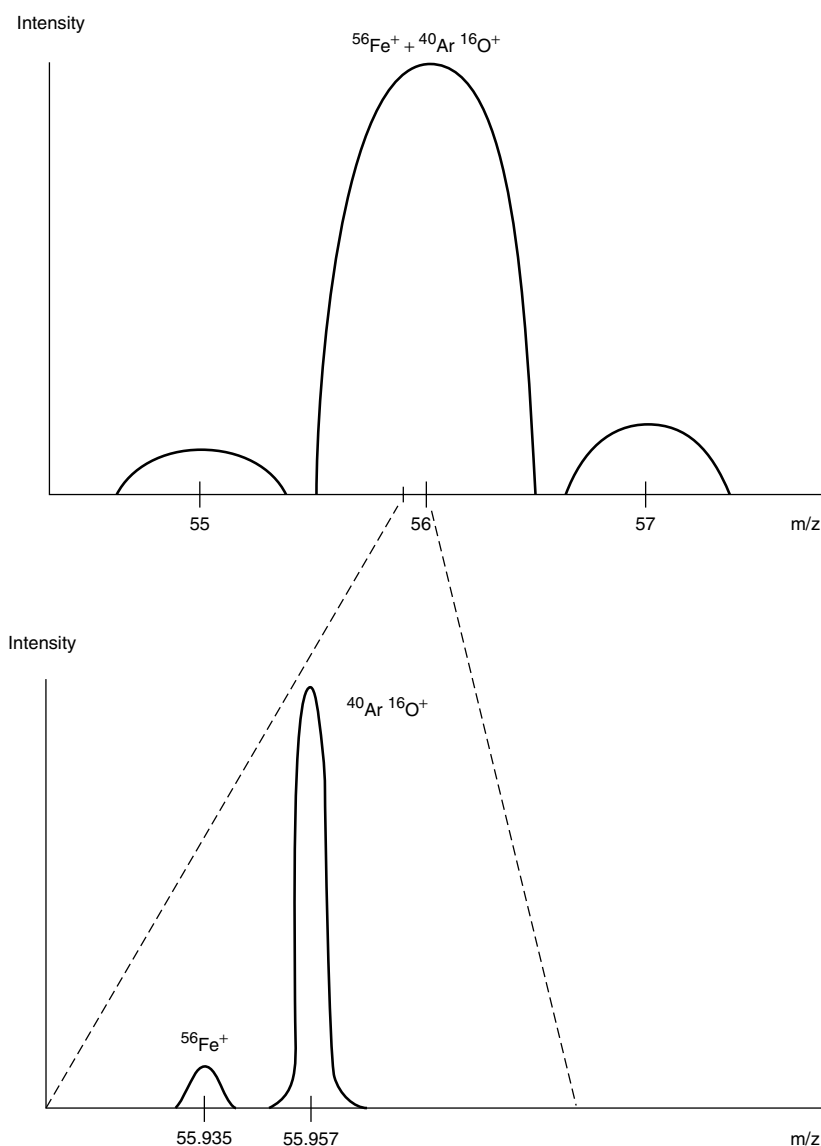 Intensity
⁵⁶Fe⁺ + ⁴⁰Ar ¹⁶O⁺
55 56 57 m/z
Intensity
⁴⁰Ar ¹⁶O⁺
⁵⁶Fe⁺
55.935 55.957 m/z